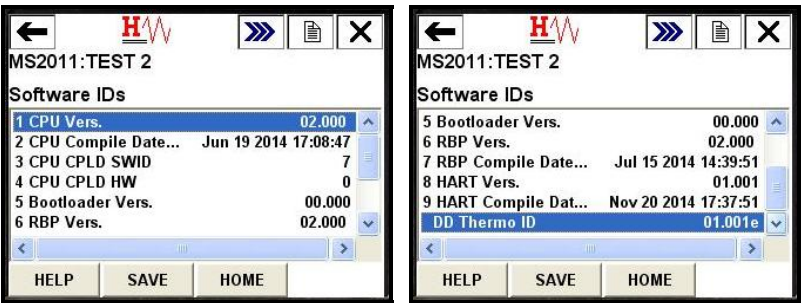 H
MS2011:TEST 2
Software IDs
1 CPU Vers. 02.000
2 CPU Compile Date... Jun 19 2014 17:08:47
3 CPU CPLD SWID 7
4 CPU CPLD HW 0
5 Bootloader Vers. 00.000
6 RBP Vers. 02.000
HELP SAVE HOME
H
MS2011:TEST 2
Software IDs
5 Bootloader Vers. 00.000
6 RBP Vers. 02.000
7 RBP Compile Date... Jul 15 2014 14:39:51
8 HART Vers. 01.001
9 HART Compile Dat... Nov 20 2014 17:37:51
DD Thermo ID 01.001e
HELP SAVE HOME